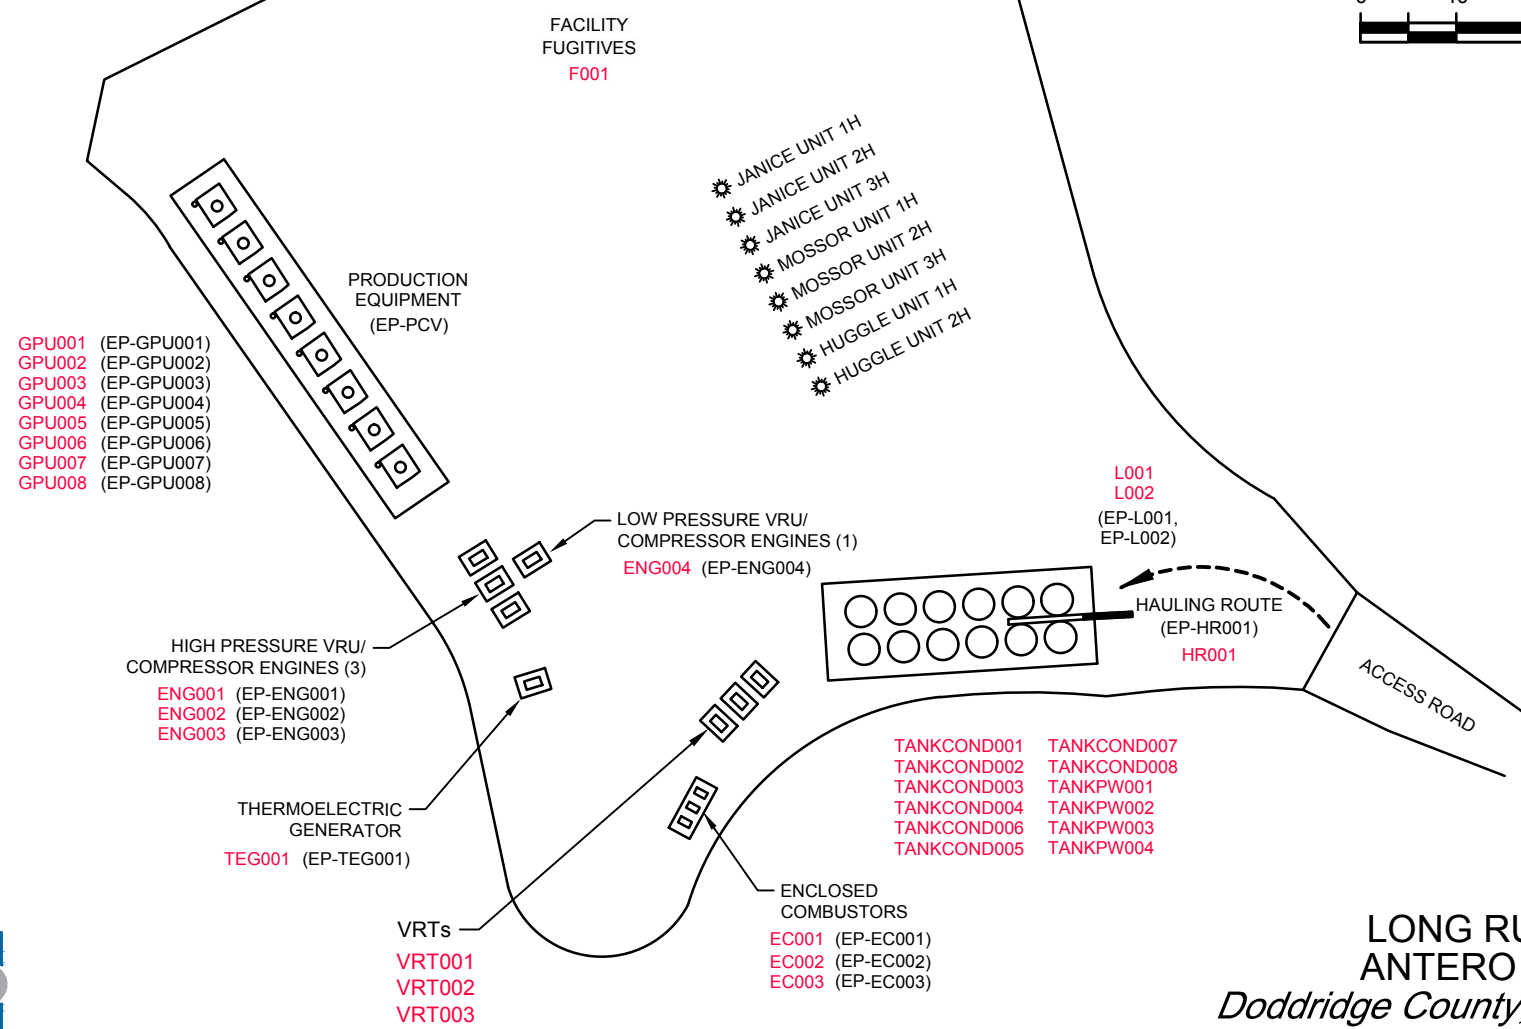 FACILITY
FUGITIVES
F001
JANICE UNIT 1H
JANICE UNIT 2H
JANICE UNIT 3H
MOSSOR UNIT 1H
MOSSOR UNIT 2H
MOSSOR UNIT 3H
HUGGLE UNIT 1H
HUGGLE UNIT 2H
PRODUCTION
EQUIPMENT
(EP-PCV)
GPU001 (EP-GPU001)
GPU002 (EP-GPU002)
GPU003 (EP-GPU003)
GPU004 (EP-GPU004)
GPU005 (EP-GPU005)
GPU006 (EP-GPU006)
GPU007 (EP-GPU007)
GPU008 (EP-GPU008)
LOW PRESSURE VRU/
COMPRESSOR ENGINES (1)
ENG004 (EP-ENG004)
L001
L002
(EP-L001,
EP-L002)
HAULING ROUTE
(EP-HR001)
HR001
ACCESS ROAD
HIGH PRESSURE VRU/
COMPRESSOR ENGINES (3)
ENG001 (EP-ENG001)
ENG002 (EP-ENG002)
ENG003 (EP-ENG003)
THERMOELECTRIC
GENERATOR
TEG001 (EP-TEG001)
TANKCOND001 TANKCOND007
TANKCOND002 TANKCOND008
TANKCOND003 TANKPW001
TANKCOND004 TANKPW002
TANKCOND006 TANKPW003
TANKCOND005 TANKPW004
VRTs
VRT001
VRT002
VRT003
ENCLOSED
COMBUSTORS
EC001 (EP-EC001)
EC002 (EP-EC002)
EC003 (EP-EC003)
LONG
ANTERO
Doddridge County,